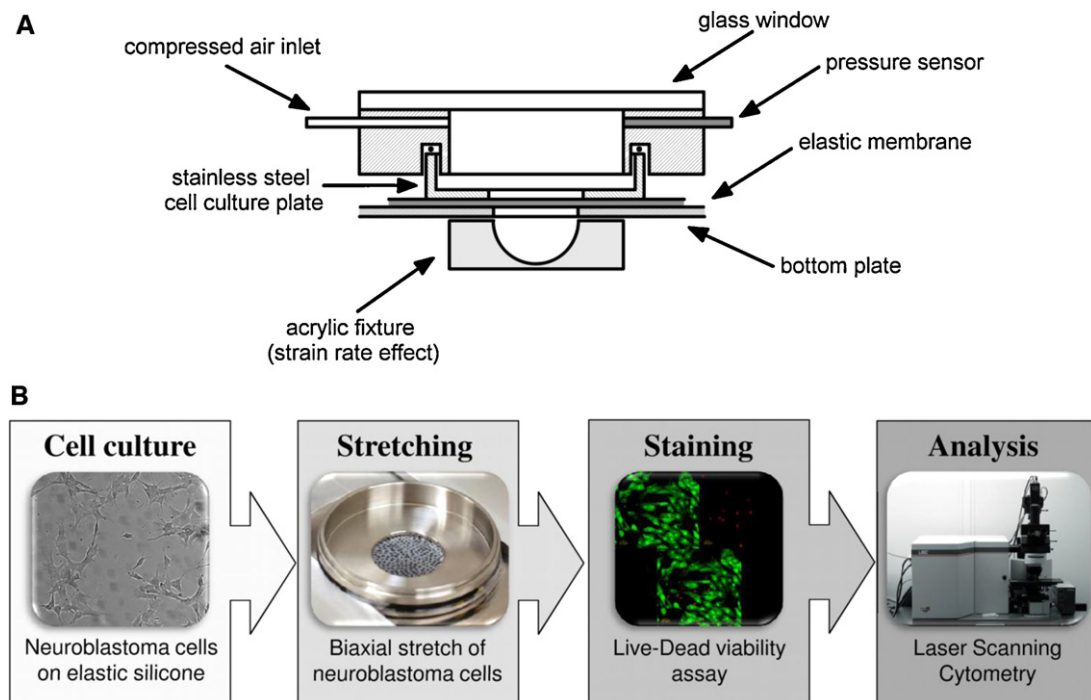 A
compressed air inlet
glass window
pressure sensor
elastic membrane
stainless steel
cell culture plate
bottom plate
acrylic fixture
(strain rate effect)
B
Cell culture
Stretching
Staining
Analysis
Neuroblastoma cells
on elastic silicone
Biaxial stretch of
neuroblastoma cells
Live-Dead viability
assay
Laser Scanning
Cytometry